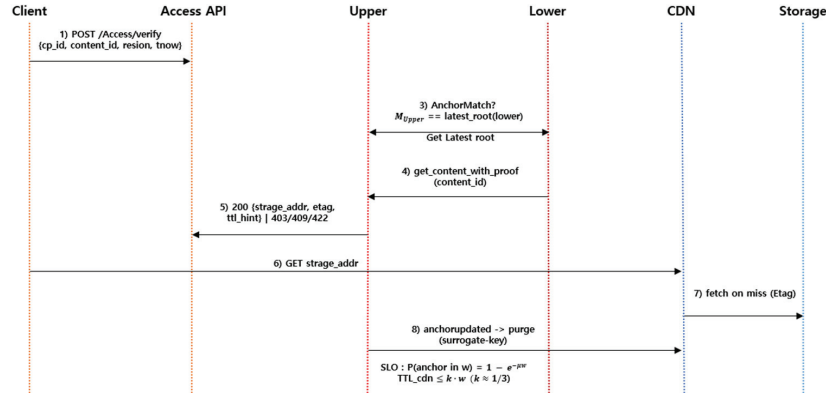 Client Access API Upper Lower CDN Storage
1) POST /Access/verify
{cp_id, content_id, resion, tnow}
3) AnchorMatch?
M_Upper == latest_root(lower)
Get Latest root
4) get_content_with_proof
(content_id)
5) 200 {strage_addr, etag,
ttl_hint} | 403/409/422
6) GET strage_addr
7) fetch on miss (Etag)
8) anchorupdated -> purge
(surrogate-key)
SLO : P(anchor in w) = 1 − e^{−μw}
TTL_cdn ≤ k · w (k ≈ 1/3)